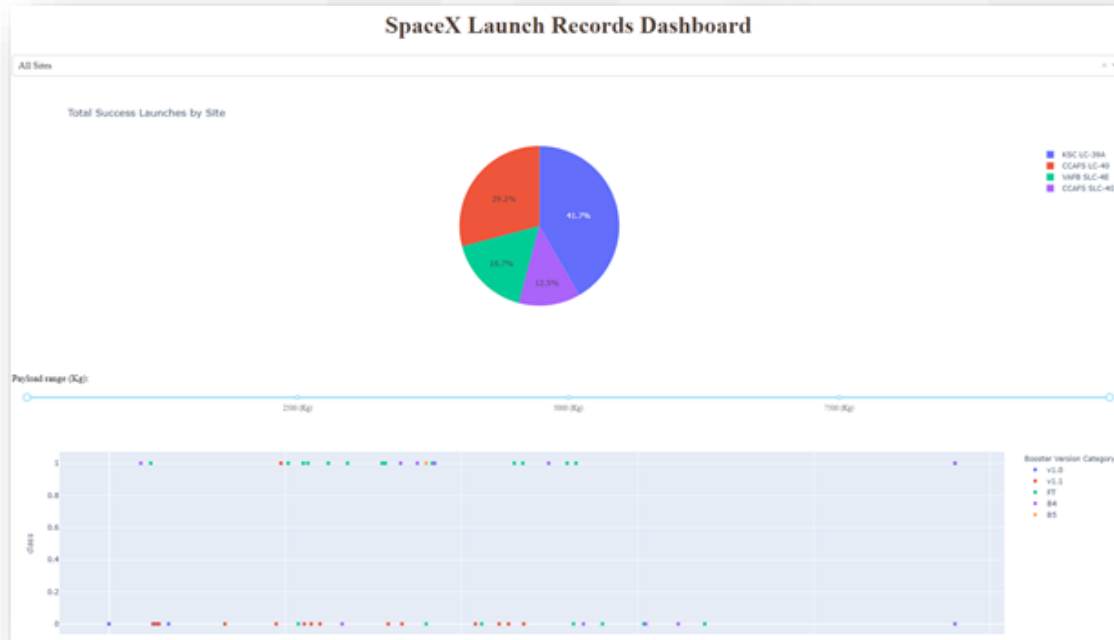 SpaceX Launch Records Dashboard
All Sites
Total Success Launches by Site
KSC LC-39A
CCAFS LC-40
VAFB SLC-4E
CCAFS SLC-40
29.2%
41.7%
16.7%
12.5%
Payload range (Kg):
2500 (Kg)
5000 (Kg)
7500 (Kg)
Booster Version Category
v1.0
v1.1
FT
B4
B5
class
1
0.8
0.6
0.4
0.2
0